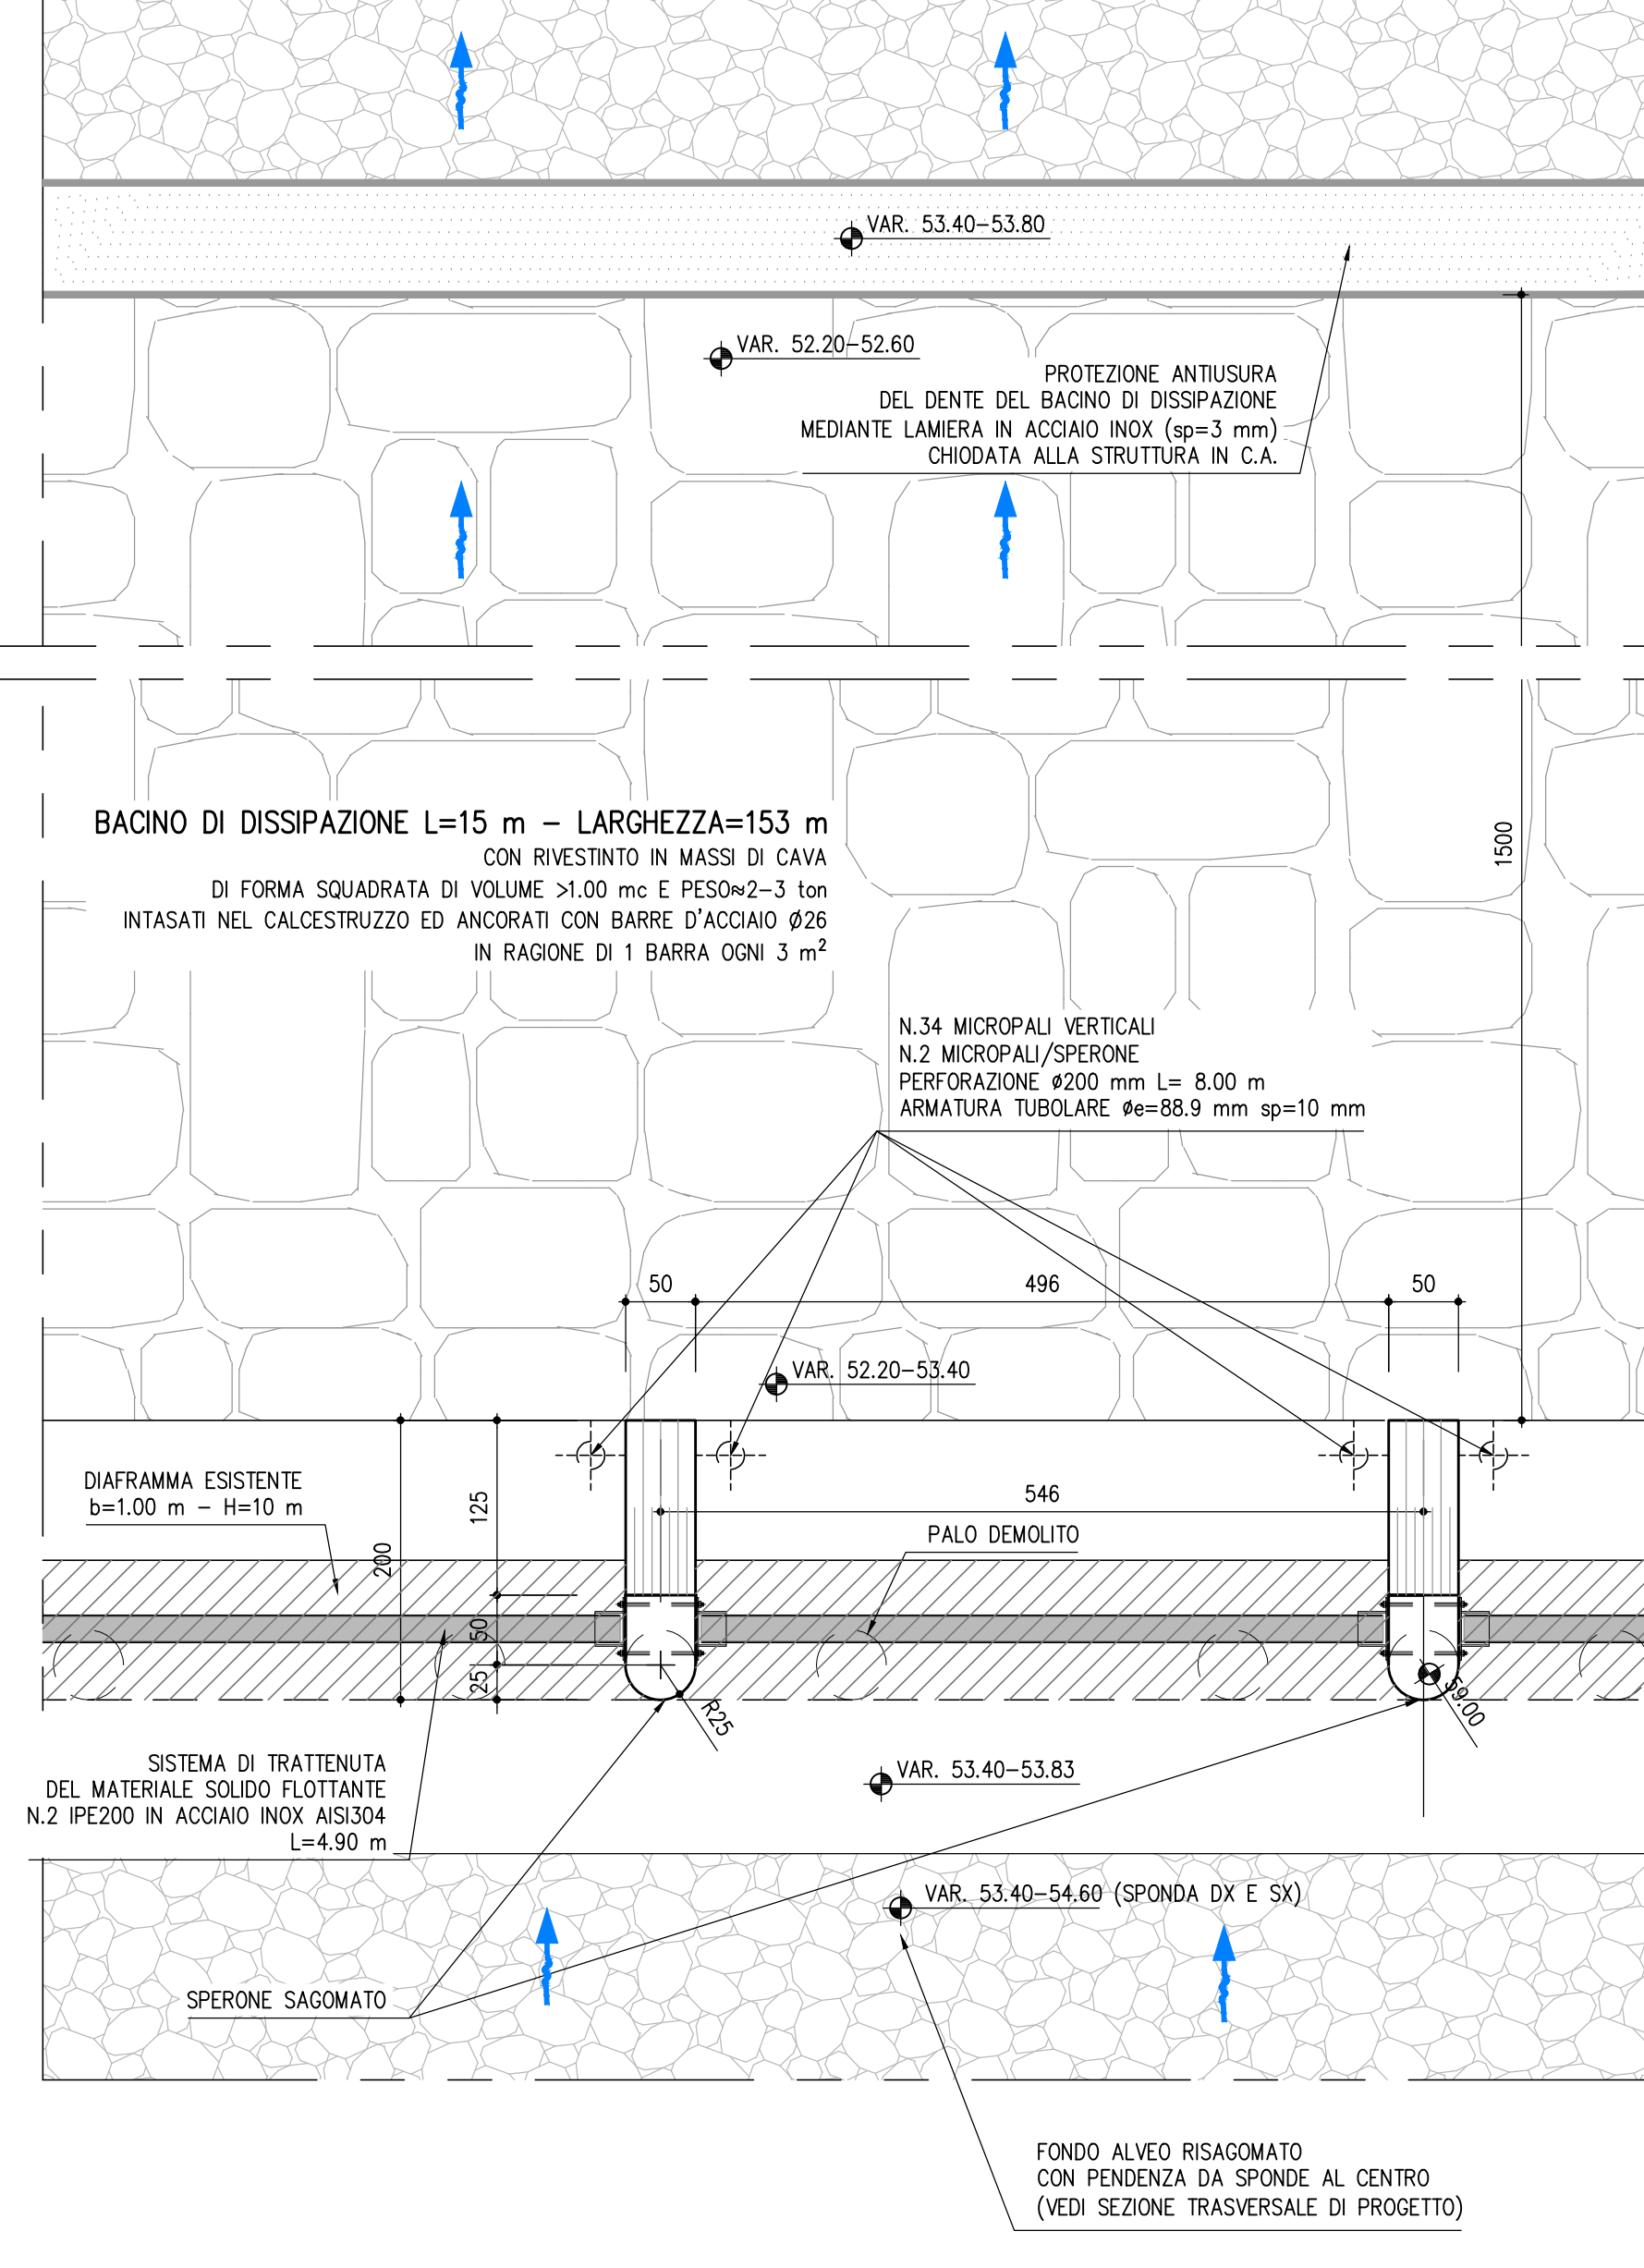 VAR. 53.40-53.80
VAR. 52.20-52.60
PROTEZIONE ANTIUSURA
DEL DENTE DEL BACINO DI DISSIPAZIONE
MEDIANTE LAMIERA IN ACCIAIO INOX (sp=3 mm)
CHIODATA ALLA STRUTTURA IN C.A.
1500
BACINO DI DISSIPAZIONE L=15 m - LARGHEZZA=153 m
CON RIVESTINTO IN MASSI DI CAVA
DI FORMA SQUADRATA DI VOLUME >1.00 mc E PESO≈2-3 ton
INTASATI NEL CALCESTRUZZO ED ANCORATI CON BARRE D'ACCIAIO Ø26
IN RAGIONE DI 1 BARRA OGNI 3 m²
N.34 MICROPALI VERTICALI
N.2 MICROPALI/SPERONE
PERFORAZIONE ø200 mm L= 8.00 m
ARMATURA TUBOLARE øe=88.9 mm sp=10 mm
50
496
50
VAR. 52.20-53.40
DIAFRAMMA ESISTENTE
b=1.00 m - H=10 m
125
200
546
PALO DEMOLITO
50
25
R25
59.00
SISTEMA DI TRATTENUTA
DEL MATERIALE SOLIDO FLOTTANTE
N.2 IPE200 IN ACCIAIO INOX AISI304
L=4.90 m
VAR. 53.40-53.83
VAR. 53.40-54.60 (SPONDA DX E SX)
SPERONE SAGOMATO
FONDO ALVEO RISAGOMATO
CON PENDENZA DA SPONDE AL CENTRO
(VEDI SEZIONE TRASVERSALE DI PROGETTO)